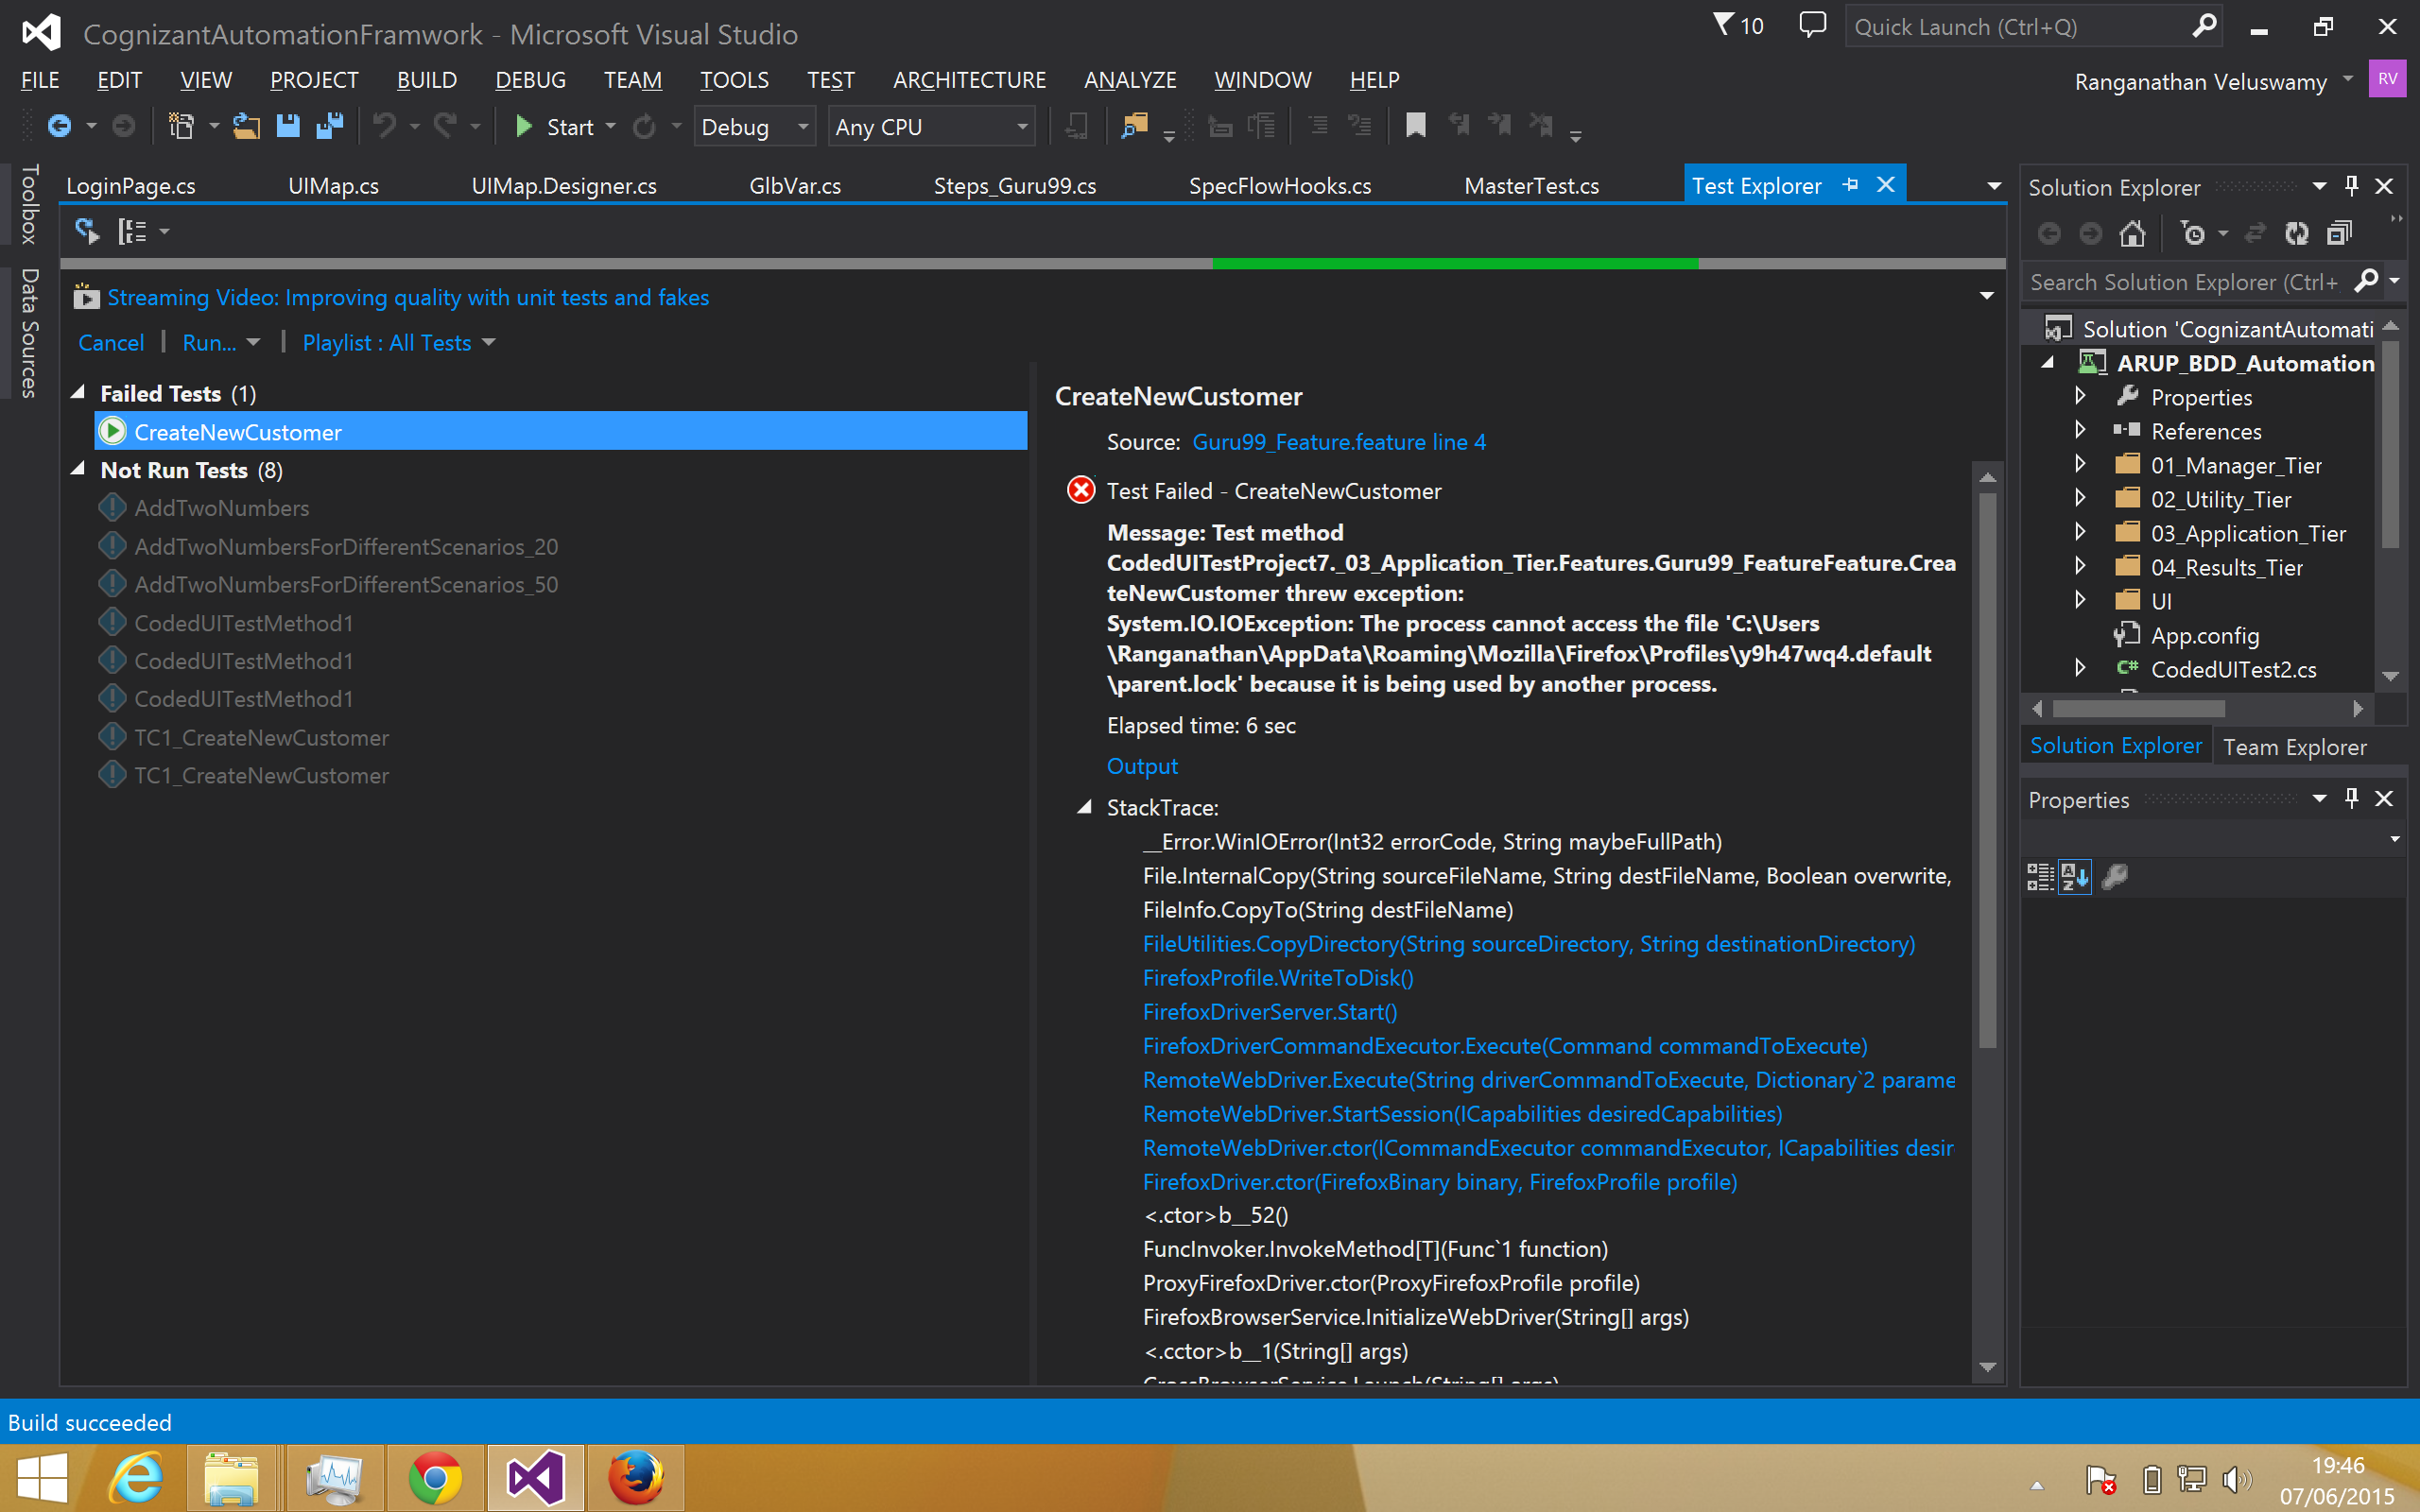 CognizantAutomationFramwork - Microsoft Visual Studio
10
Quick Launch (Ctrl+Q)
FILE EDIT VIEW PROJECT BUILD DEBUG TEAM TOOLS TEST ARCHITECTURE ANALYZE WINDOW HELP
Ranganathan Veluswamy
RV
Start
Debug
Any CPU
Toolbox
Data Sources
LoginPage.cs UIMap.cs UIMap.Designer.cs GlbVar.cs Steps_Guru99.cs SpecFlowHooks.cs MasterTest.cs Test Explorer
Streaming Video: Improving quality with unit tests and fakes
Cancel | Run... | Playlist : All Tests
Failed Tests (1)
CreateNewCustomer
Not Run Tests (8)
AddTwoNumbers
AddTwoNumbersForDifferentScenarios_20
AddTwoNumbersForDifferentScenarios_50
CodedUITestMethod1
CodedUITestMethod1
CodedUITestMethod1
TC1_CreateNewCustomer
TC1_CreateNewCustomer
CreateNewCustomer
Source: Guru99_Feature.feature line 4
Test Failed - CreateNewCustomer
Message: Test method
CodedUITestProject7._03_Application_Tier.Features.Guru99_FeatureFeature.Crea
teNewCustomer threw exception:
System.IO.IOException: The process cannot access the file 'C:\Users
\Ranganathan\AppData\Roaming\Mozilla\Firefox\Profiles\y9h47wq4.default
\parent.lock' because it is being used by another process.
Elapsed time: 6 sec
Output
StackTrace:
__Error.WinIOError(Int32 errorCode, String maybeFullPath)
File.InternalCopy(String sourceFileName, String destFileName, Boolean overwrite,
FileInfo.CopyTo(String destFileName)
FileUtilities.CopyDirectory(String sourceDirectory, String destinationDirectory)
FirefoxProfile.WriteToDisk()
FirefoxDriverServer.Start()
FirefoxDriverCommandExecutor.Execute(Command commandToExecute)
RemoteWebDriver.Execute(String driverCommandToExecute, Dictionary`2 parame
RemoteWebDriver.StartSession(ICapabilities desiredCapabilities)
RemoteWebDriver.ctor(ICommandExecutor commandExecutor, ICapabilities desir
FirefoxDriver.ctor(FirefoxBinary binary, FirefoxProfile profile)
<.ctor>b__52()
FuncInvoker.InvokeMethod[T](Func`1 function)
ProxyFirefoxDriver.ctor(ProxyFirefoxProfile profile)
FirefoxBrowserService.InitializeWebDriver(String[] args)
<.cctor>b__1(String[] args)
CrossBrowserService.Launch(String[] args)
Solution Explorer
Search Solution Explorer (Ctrl+
Solution 'CognizantAutomati
ARUP_BDD_Automation
Properties
References
01_Manager_Tier
02_Utility_Tier
03_Application_Tier
04_Results_Tier
UI
App.config
CodedUITest2.cs
Solution Explorer Team Explorer
Properties
Build succeeded
19:46
07/06/2015